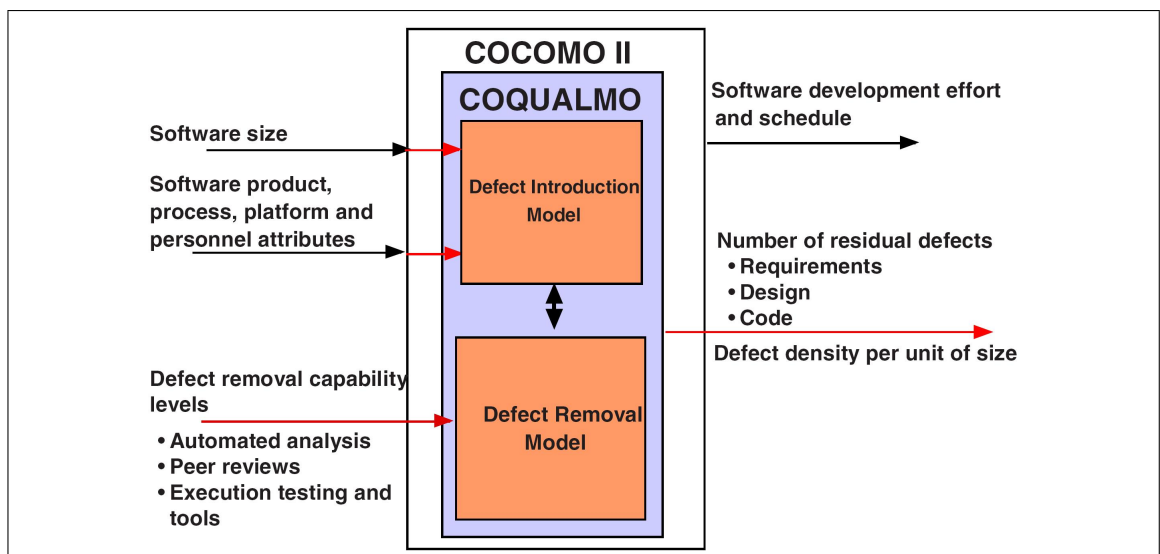 COCOMO II
COQUALMO
Software size
Software product,
process, platform and
personnel attributes
Defect Introduction
Model
Software development effort
and schedule
Number of residual defects
• Requirements
• Design
• Code
Defect density per unit of size
Defect removal capability
levels
• Automated analysis
• Peer reviews
• Execution testing and
tools
Defect Removal
Model